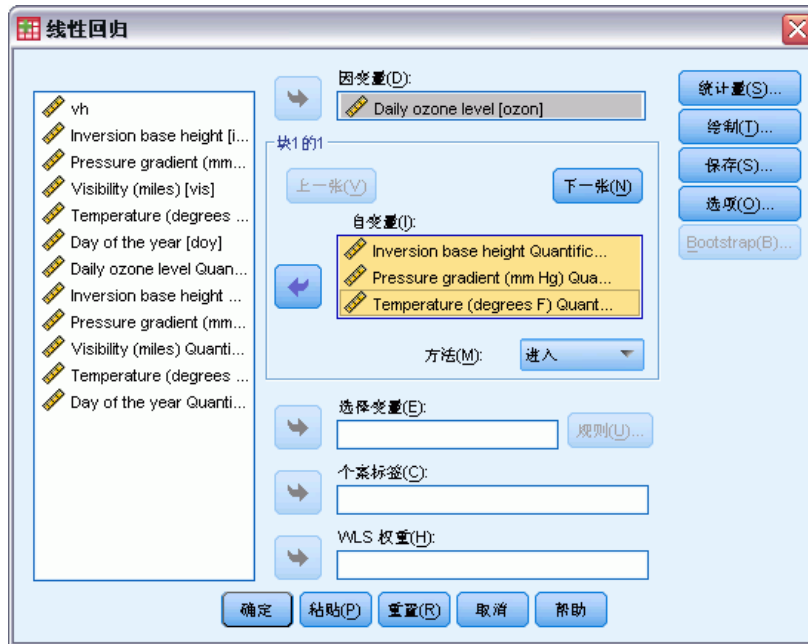 线性回归
vh
Inversion base height [i...
Pressure gradient (mm...
Visibility (miles) [vis]
Temperature (degrees ...
Day of the year [doy]
Daily ozone level Quan...
Inversion base height ...
Pressure gradient (mm...
Visibility (miles) Quanti...
Temperature (degrees ...
Day of the year Quanti...
因变量(D):
Daily ozone level [ozon]
块1的1
上一张(V)
下一张(N)
自变量(I):
Inversion base height Quantific...
Pressure gradient (mm Hg) Qua...
Temperature (degrees F) Quant...
方法(M):
进入
选择变量(E):
规则(U)...
个案标签(C):
WLS 权重(H):
统计量(S)...
绘制(T)...
保存(S)...
选项(O)...
Bootstrap(B)...
确定
粘贴(P)
重置(R)
取消
帮助